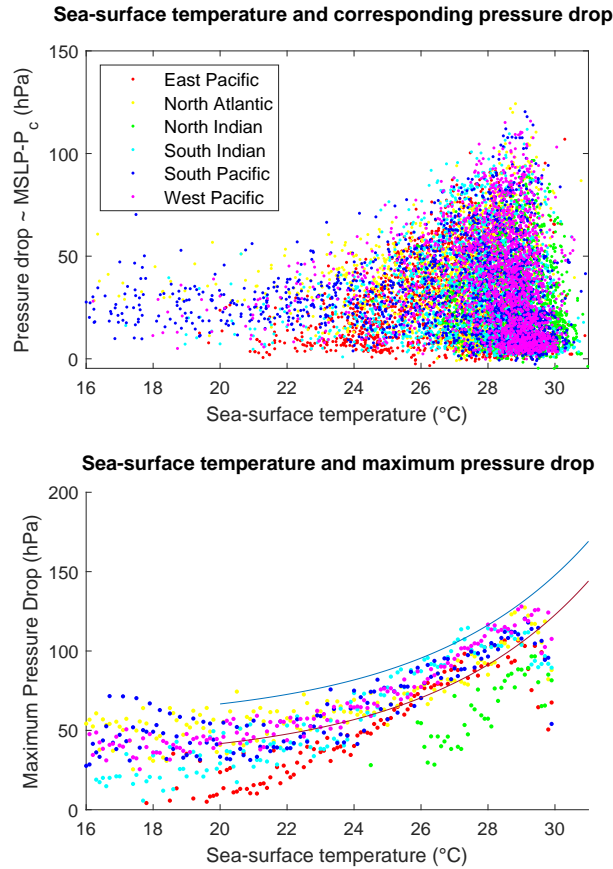 Sea-surface temperature and corresponding pressure drop
150
100
50
0
Pressure drop ~ MSLP-P_c (hPa)
East Pacific
North Atlantic
North Indian
South Indian
South Pacific
West Pacific
16 18 20 22 24 26 28 30
Sea-surface temperature (°C)
Sea-surface temperature and maximum pressure drop
200
150
100
50
0
Maximum Pressure Drop (hPa)
16 18 20 22 24 26 28 30
Sea-surface temperature (°C)